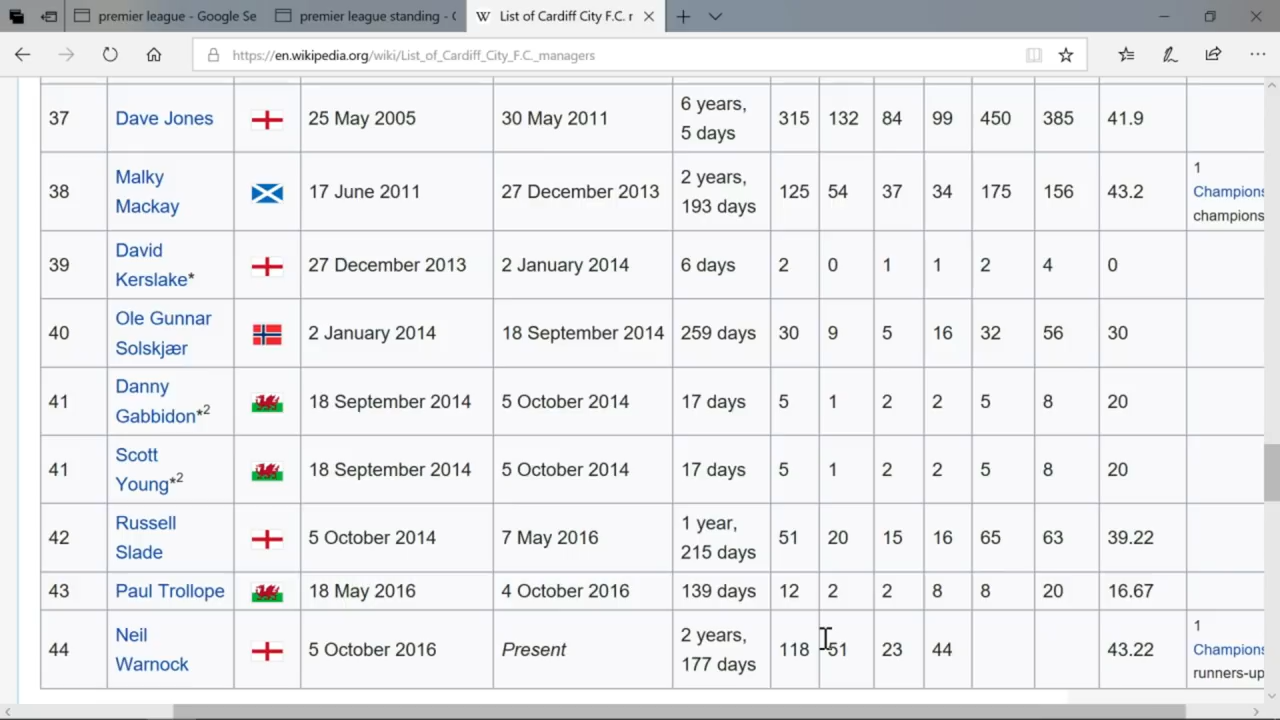 premier league - Google Se
premier league standing - G
W List of Cardiff City F.C. r
https://en.wikipedia.org/wiki/List_of_Cardiff_City_F.C._managers
37 Dave Jones 25 May 2005 30 May 2011 6 years, 5 days 315 132 84 99 450 385 41.9
38 Malky Mackay 17 June 2011 27 December 2013 2 years, 193 days 125 54 37 34 175 156 43.2 1 Champions champions
39 David Kerslake* 27 December 2013 2 January 2014 6 days 2 0 1 1 2 4 0
40 Ole Gunnar Solskjær 2 January 2014 18 September 2014 259 days 30 9 5 16 32 56 30
41 Danny Gabbidon*2 18 September 2014 5 October 2014 17 days 5 1 2 2 5 8 20
41 Scott Young*2 18 September 2014 5 October 2014 17 days 5 1 2 2 5 8 20
42 Russell Slade 5 October 2014 7 May 2016 1 year, 215 days 51 20 15 16 65 63 39.22
43 Paul Trollope 18 May 2016 4 October 2016 139 days 12 2 2 8 8 20 16.67
44 Neil Warnock 5 October 2016 Present 2 years, 177 days 118 51 23 44 43.22 1 Champions runners-up